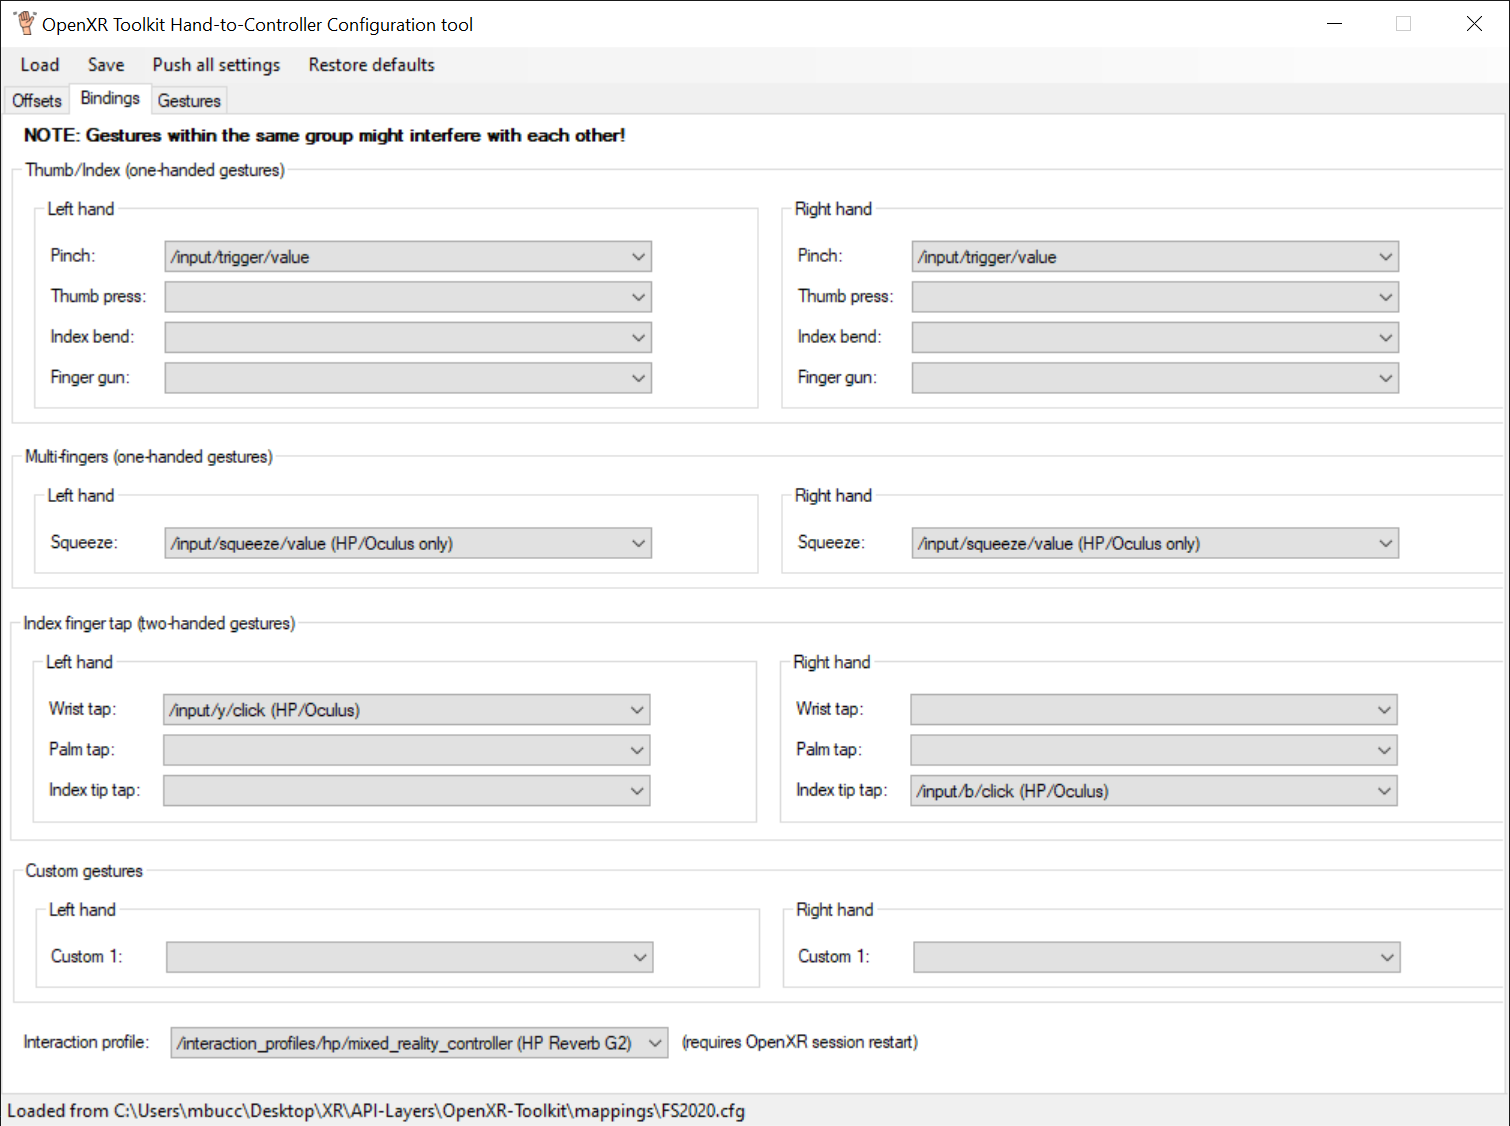 OpenXR Toolkit Hand-to-Controller Configuration tool
Load Save Push all settings Restore defaults
Offsets Bindings Gestures
NOTE: Gestures within the same group might interfere with each other!
Thumb/Index (one-handed gestures)
Left hand
Pinch: /input/trigger/value
Thumb press:
Index bend:
Finger gun:
Right hand
Pinch: /input/trigger/value
Thumb press:
Index bend:
Finger gun:
Multi-fingers (one-handed gestures)
Left hand
Squeeze: /input/squeeze/value (HP/Oculus only)
Right hand
Squeeze: /input/squeeze/value (HP/Oculus only)
Index finger tap (two-handed gestures)
Left hand
Wrist tap: /input/y/click (HP/Oculus)
Palm tap:
Index tip tap:
Right hand
Wrist tap:
Palm tap:
Index tip tap: /input/b/click (HP/Oculus)
Custom gestures
Left hand
Custom 1:
Right hand
Custom 1:
Interaction profile: /interaction_profiles/hp/mixed_reality_controller (HP Reverb G2) (requires OpenXR session restart)
Loaded from C:\Users\mbucc\Desktop\XR\API-Layers\OpenXR-Toolkit\mappings\FS2020.cfg